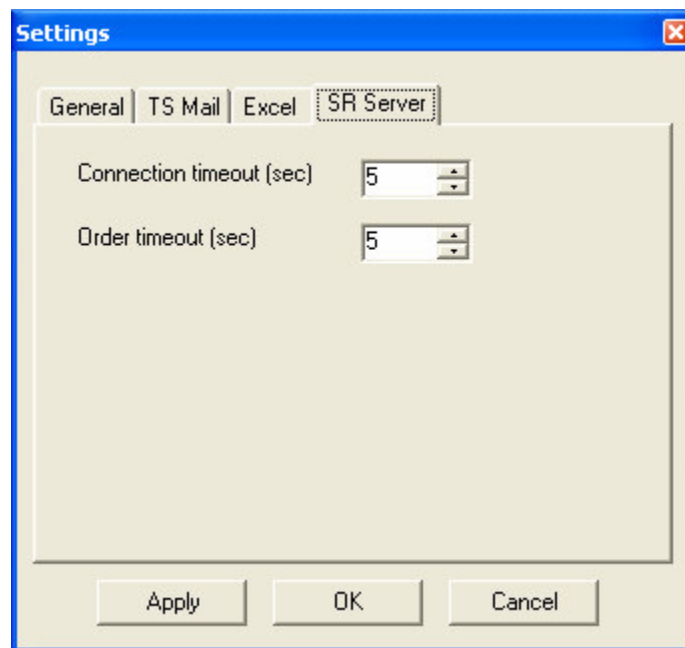 Settings
General TS Mail Excel SR Server
Connection timeout (sec) 5
Order timeout (sec) 5
Apply OK Cancel